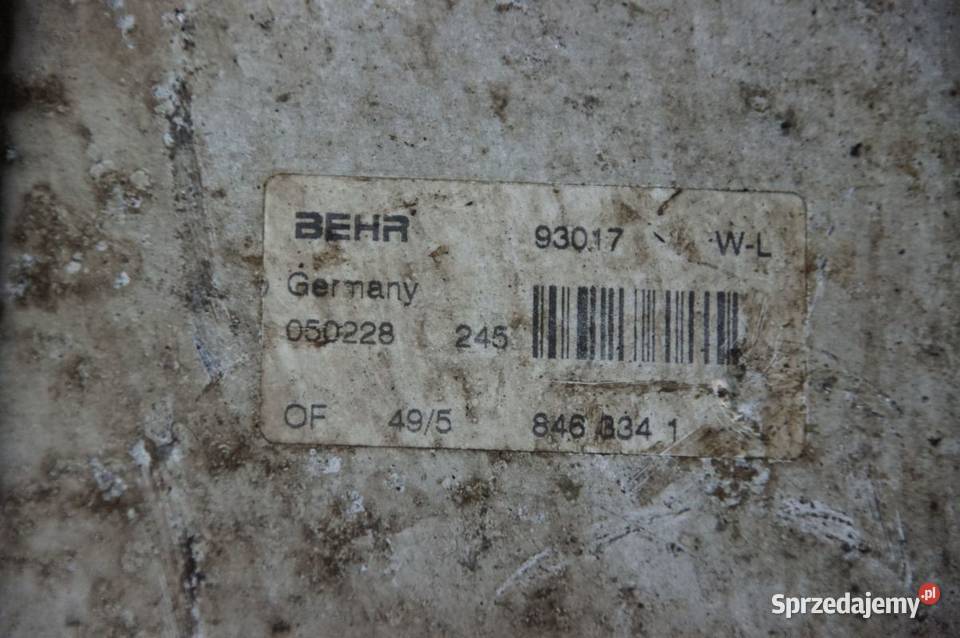 BEHR 93017 W-L
Germany
050228 245
OF 49/5 846 334 1
Sprzedajemy.pl